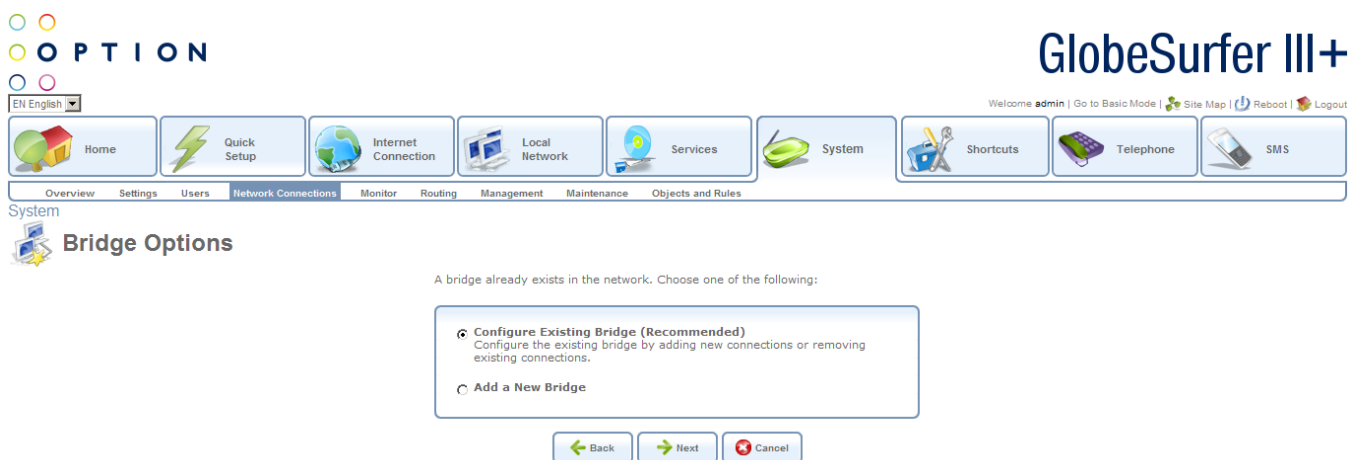 OPTION
GlobeSurfer III+
EN English
Welcome admin | Go to Basic Mode | Site Map | Reboot | Logout
Home
Quick Setup
Internet Connection
Local Network
Services
System
Shortcuts
Telephone
SMS
Overview Settings Users Network Connections Monitor Routing Management Maintenance Objects and Rules
System
Bridge Options
A bridge already exists in the network. Choose one of the following:
Configure Existing Bridge (Recommended)
Configure the existing bridge by adding new connections or removing
existing connections.
Add a New Bridge
Back Next Cancel